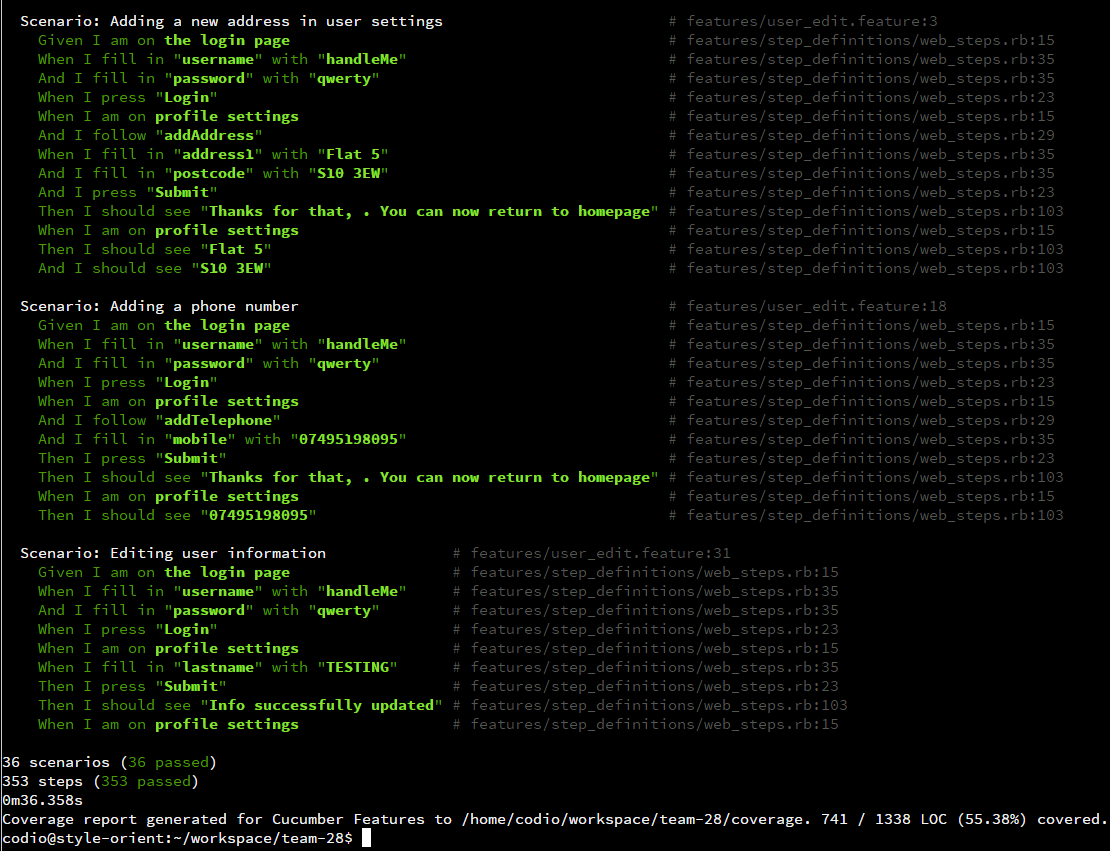 Scenario: Adding a new address in user settings # features/user_edit.feature:3
Given I am on the login page # features/step_definitions/web_steps.rb:15
When I fill in "username" with "handleMe" # features/step_definitions/web_steps.rb:35
And I fill in "password" with "qwerty" # features/step_definitions/web_steps.rb:35
When I press "Login" # features/step_definitions/web_steps.rb:23
When I am on profile settings # features/step_definitions/web_steps.rb:15
And I follow "addAddress" # features/step_definitions/web_steps.rb:29
When I fill in "address1" with "Flat 5" # features/step_definitions/web_steps.rb:35
And I fill in "postcode" with "S10 3EW" # features/step_definitions/web_steps.rb:35
And I press "Submit" # features/step_definitions/web_steps.rb:23
Then I should see "Thanks for that, . You can now return to homepage" # features/step_definitions/web_steps.rb:103
When I am on profile settings # features/step_definitions/web_steps.rb:15
Then I should see "Flat 5" # features/step_definitions/web_steps.rb:103
And I should see "S10 3EW" # features/step_definitions/web_steps.rb:103
Scenario: Adding a phone number # features/user_edit.feature:18
Given I am on the login page # features/step_definitions/web_steps.rb:15
When I fill in "username" with "handleMe" # features/step_definitions/web_steps.rb:35
And I fill in "password" with "qwerty" # features/step_definitions/web_steps.rb:35
When I press "Login" # features/step_definitions/web_steps.rb:23
When I am on profile settings # features/step_definitions/web_steps.rb:15
And I follow "addTelephone" # features/step_definitions/web_steps.rb:29
And I fill in "mobile" with "07495198095" # features/step_definitions/web_steps.rb:35
Then I press "Submit" # features/step_definitions/web_steps.rb:23
Then I should see "Thanks for that, . You can now return to homepage" # features/step_definitions/web_steps.rb:103
When I am on profile settings # features/step_definitions/web_steps.rb:15
Then I should see "07495198095" # features/step_definitions/web_steps.rb:103
Scenario: Editing user information # features/user_edit.feature:31
Given I am on the login page # features/step_definitions/web_steps.rb:15
When I fill in "username" with "handleMe" # features/step_definitions/web_steps.rb:35
And I fill in "password" with "qwerty" # features/step_definitions/web_steps.rb:35
When I press "Login" # features/step_definitions/web_steps.rb:23
When I am on profile settings # features/step_definitions/web_steps.rb:15
When I fill in "lastname" with "TESTING" # features/step_definitions/web_steps.rb:35
Then I press "Submit" # features/step_definitions/web_steps.rb:23
Then I should see "Info successfully updated" # features/step_definitions/web_steps.rb:103
When I am on profile settings # features/step_definitions/web_steps.rb:15
36 scenarios (36 passed)
353 steps (353 passed)
0m36.358s
Coverage report generated for Cucumber Features to /home/codio/workspace/team-28/coverage. 741 / 1338 LOC (55.38%) covered.
codio@style-orient:~/workspace/team-28$